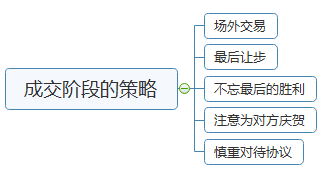 成交阶段的策略
场外交易
最后让步
不忘最后的胜利
注意为对方庆贺
慎重对待协议